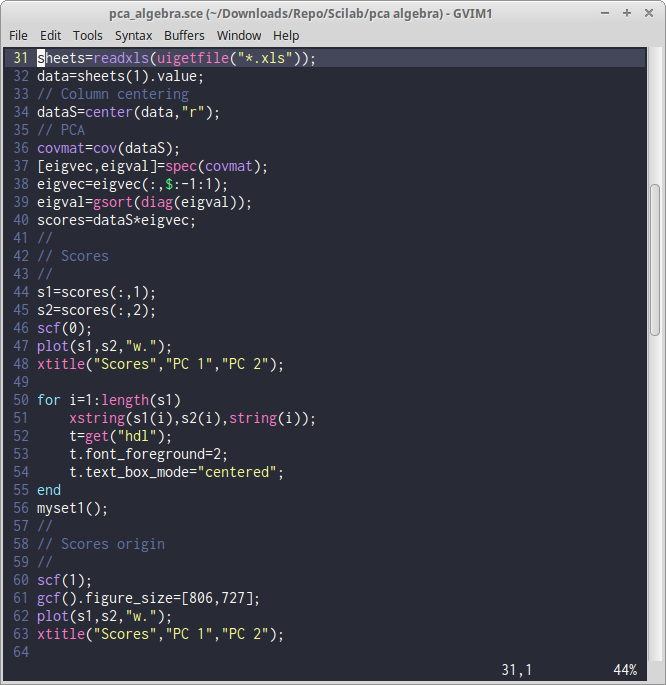 pca_algebra.sce (~/Downloads/Repo/Scilab/pca algebra) - GVIM1
File Edit Tools Syntax Buffers Window Help
31 sheets=readxls(uigetfile("*.xls"));
32 data=sheets(1).value;
33 // Column centering
34 dataS=center(data,"r");
35 // PCA
36 covmat=cov(dataS);
37 [eigvec,eigval]=spec(covmat);
38 eigvec=eigvec(:,$:-1:1);
39 eigval=gsort(diag(eigval));
40 scores=dataS*eigvec;
41 //
42 // Scores
43 //
44 s1=scores(:,1);
45 s2=scores(:,2);
46 scf(0);
47 plot(s1,s2,"w.");
48 xtitle("Scores","PC 1","PC 2");
49
50 for i=1:length(s1)
51     xstring(s1(i),s2(i),string(i));
52     t=get("hdl");
53     t.font_foreground=2;
54     t.text_box_mode="centered";
55 end
56 myset1();
57 //
58 // Scores origin
59 //
60 scf(1);
61 gcf().figure_size=[806,727];
62 plot(s1,s2,"w.");
63 xtitle("Scores","PC 1","PC 2");
64
31,1 44%